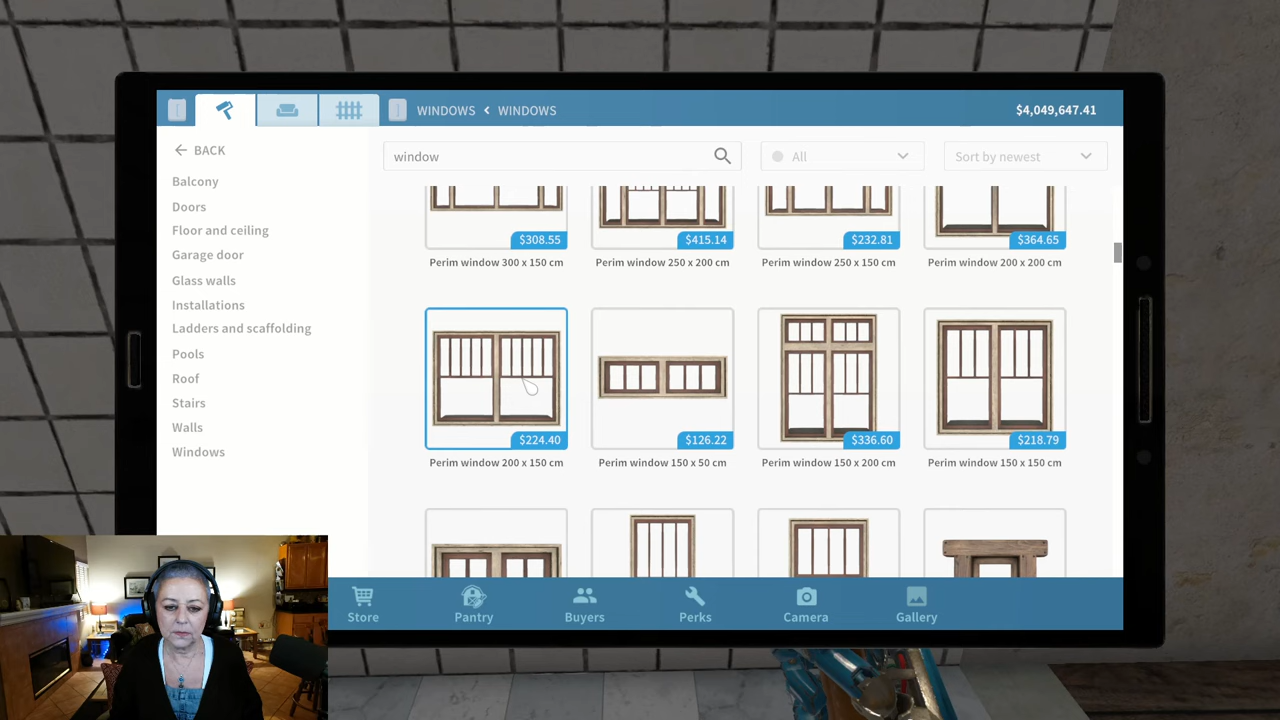 WINDOWS < WINDOWS
$4,049,647.41
BACK
Balcony
Doors
Floor and ceiling
Garage door
Glass walls
Installations
Ladders and scaffolding
Pools
Roof
Stairs
Walls
Windows
window
All
Sort by newest
$308.55
$415.14
$232.81
$364.65
Perim window 300 x 150 cm
Perim window 250 x 200 cm
Perim window 250 x 150 cm
Perim window 200 x 200 cm
$224.40
$126.22
$336.60
$218.79
Perim window 200 x 150 cm
Perim window 150 x 50 cm
Perim window 150 x 200 cm
Perim window 150 x 150 cm
Store
Pantry
Buyers
Perks
Camera
Gallery